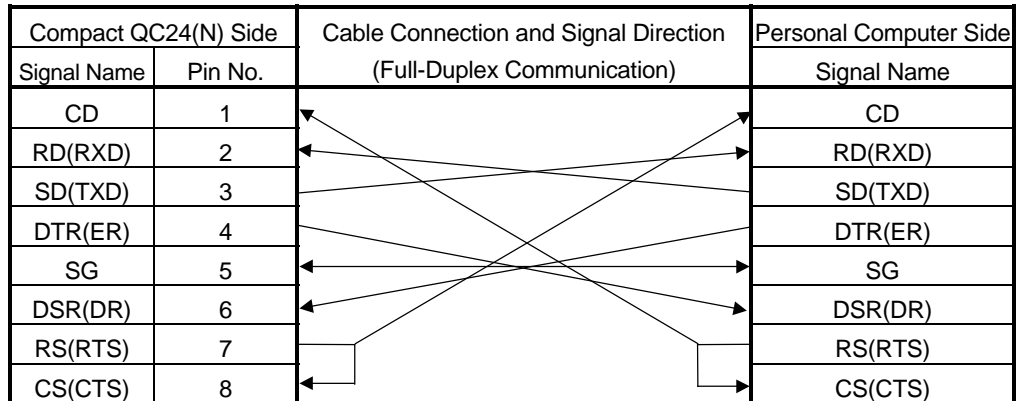 Compact QC24(N) Side Cable Connection and Signal Direction Personal Computer Side
Signal Name Pin No. (Full-Duplex Communication) Signal Name
CD 1 CD
RD(RXD) 2 RD(RXD)
SD(TXD) 3 SD(TXD)
DTR(ER) 4 DTR(ER)
SG 5 SG
DSR(DR) 6 DSR(DR)
RS(RTS) 7 RS(RTS)
CS(CTS) 8 CS(CTS)